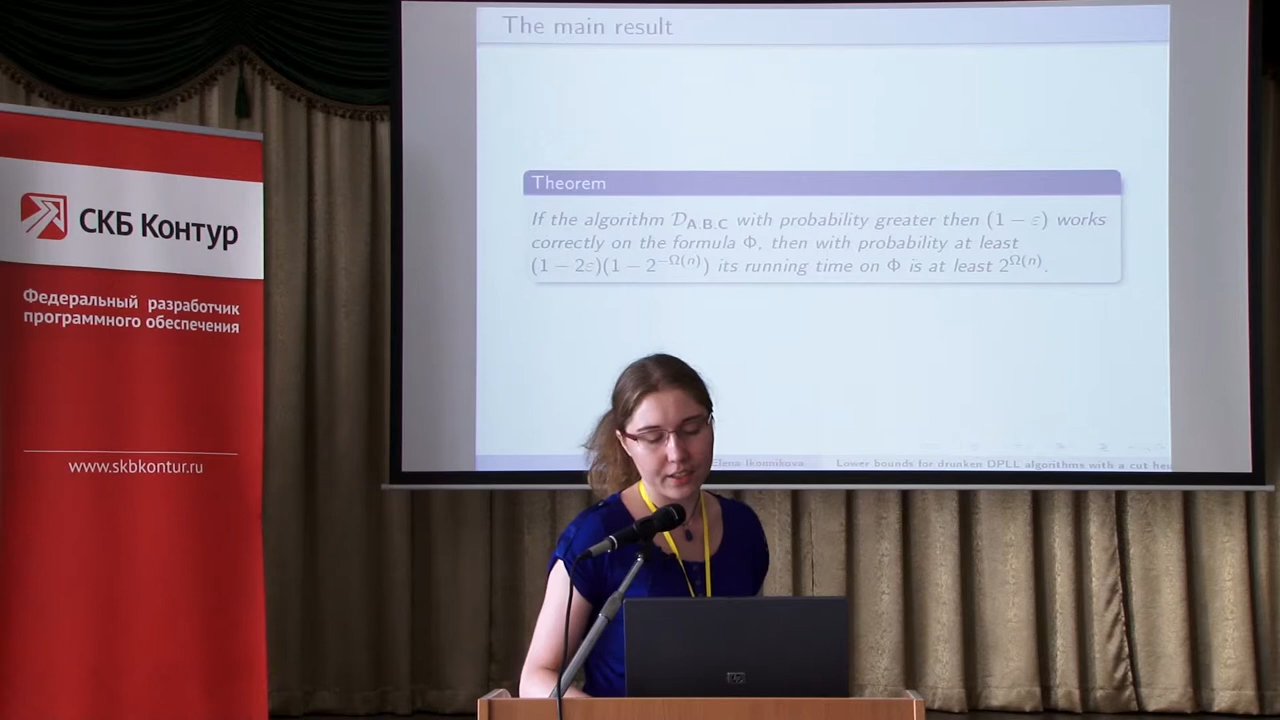 The main result
Theorem
If the algorithm D_A,B,C with probability greater then (1 − ε) works
correctly on the formula Φ, then with probability at least
(1 − 2ε)(1 − 2^−Ω(n)) its running time on Φ is at least 2^Ω(n).
Elena Ikonnikova Lower bounds for drunken DPLL algorithms with a cut heu
СКБ Контур
Федеральный разработчик
программного обеспечения
www.skbkontur.ru
hp